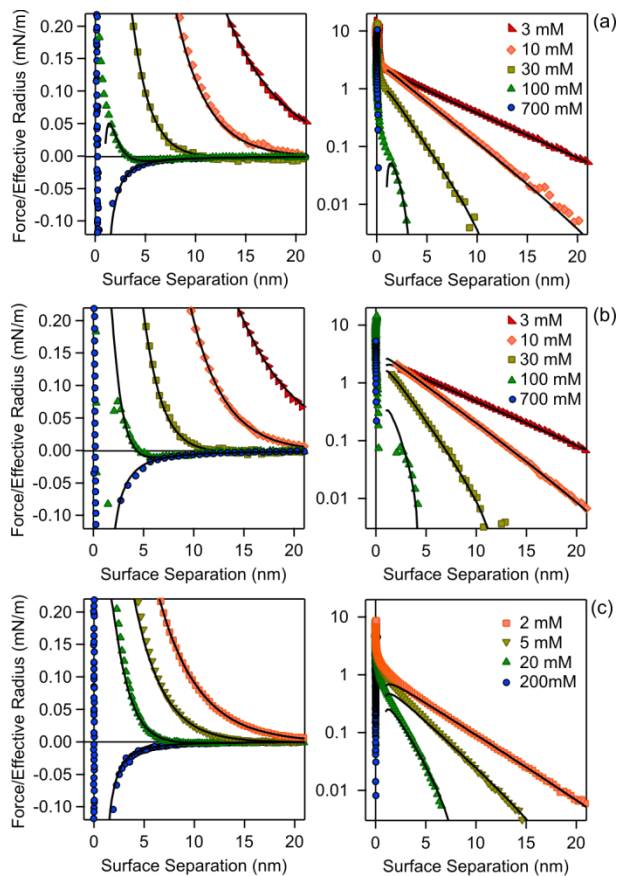 0.20
0.15
0.10
0.05
0.00
-0.05
-0.10
Force/Effective Radius (mN/m)
0
5
10
15
20
Surface Separation (nm)
10
1
0.1
0.01
0
5
10
15
20
Surface Separation (nm)
3 mM
10 mM
30 mM
100 mM
700 mM
(a)
0.20
0.15
0.10
0.05
0.00
-0.05
-0.10
Force/Effective Radius (mN/m)
0
5
10
15
20
Surface Separation (nm)
10
1
0.1
0.01
0
5
10
15
20
Surface Separation (nm)
3 mM
10 mM
30 mM
100 mM
700 mM
(b)
0.20
0.15
0.10
0.05
0.00
-0.05
-0.10
Force/Effective Radius (mN/m)
0
5
10
15
20
Surface Separation (nm)
10
1
0.1
0.01
0
5
10
15
20
Surface Separation (nm)
2 mM
5 mM
20 mM
200mM
(c)